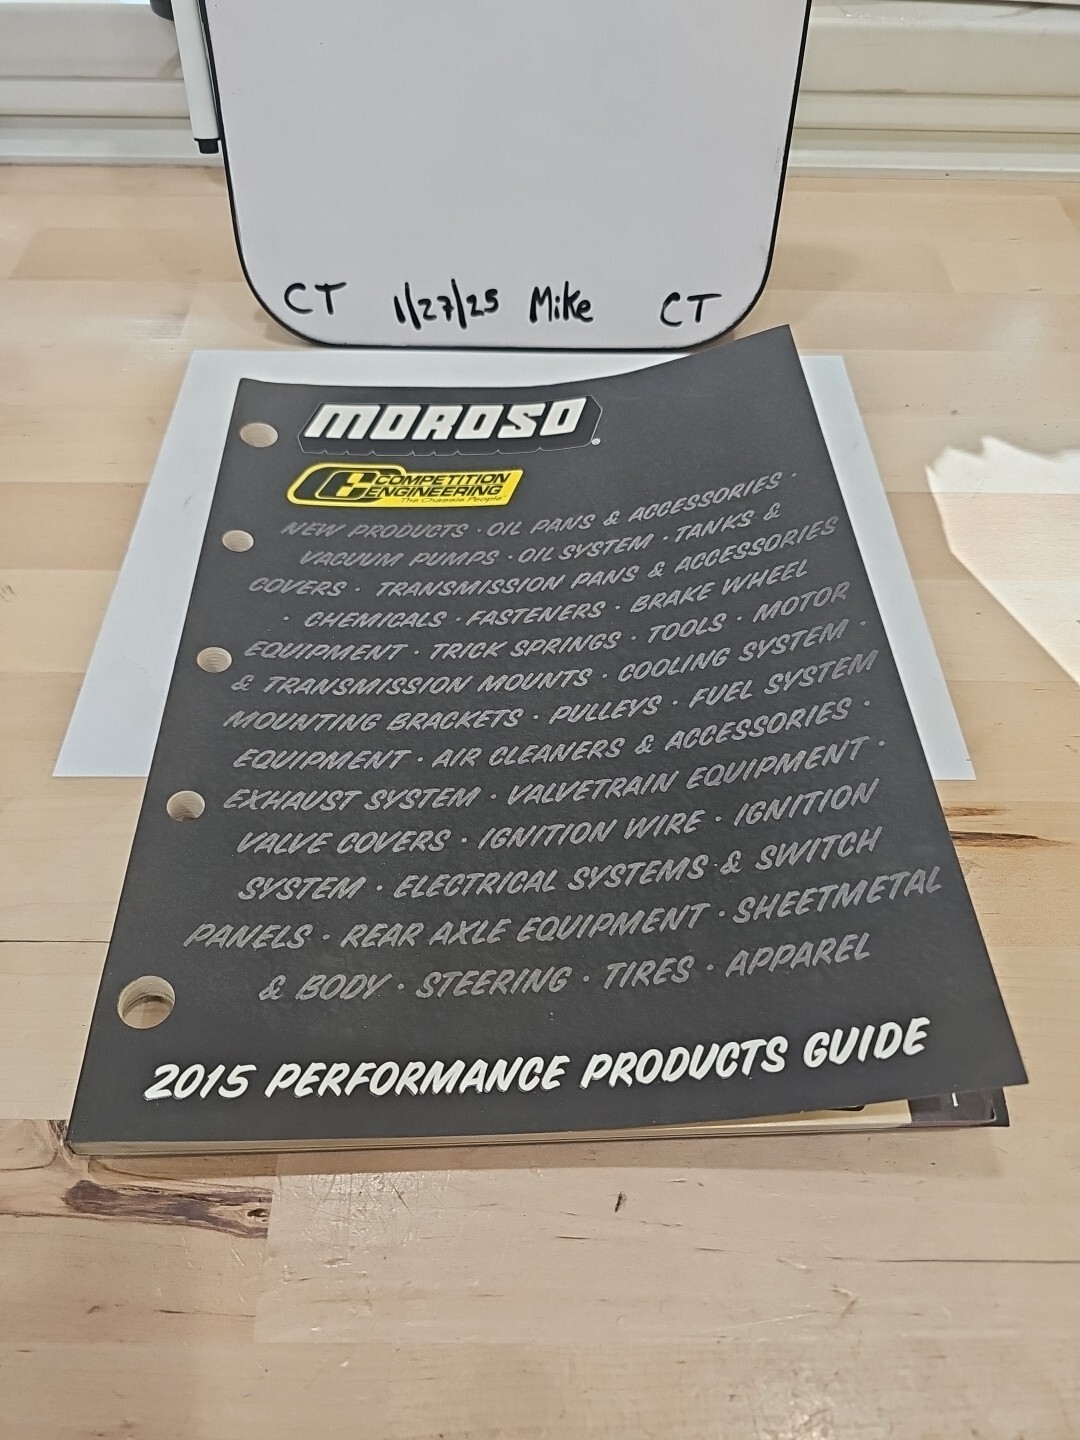 CT 1/27/25 Mike CT
MOROSO®
CE COMPETITION
ENGINEERING
The Chassis People™
NEW PRODUCTS · OIL PANS & ACCESSORIES ·
VACUUM PUMPS · OIL SYSTEM · TANKS &
COVERS · TRANSMISSION PANS & ACCESSORIES
· CHEMICALS · FASTENERS · BRAKE WHEEL
EQUIPMENT · TRICK SPRINGS · TOOLS · MOTOR
& TRANSMISSION MOUNTS · COOLING SYSTEM ·
MOUNTING BRACKETS · PULLEYS · FUEL SYSTEM
EQUIPMENT · AIR CLEANERS & ACCESSORIES ·
EXHAUST SYSTEM · VALVETRAIN EQUIPMENT ·
VALVE COVERS · IGNITION WIRE · IGNITION
SYSTEM · ELECTRICAL SYSTEMS & SWITCH
PANELS · REAR AXLE EQUIPMENT · SHEETMETAL
& BODY · STEERING · TIRES · APPAREL
2015 PERFORMANCE PRODUCTS GUIDE